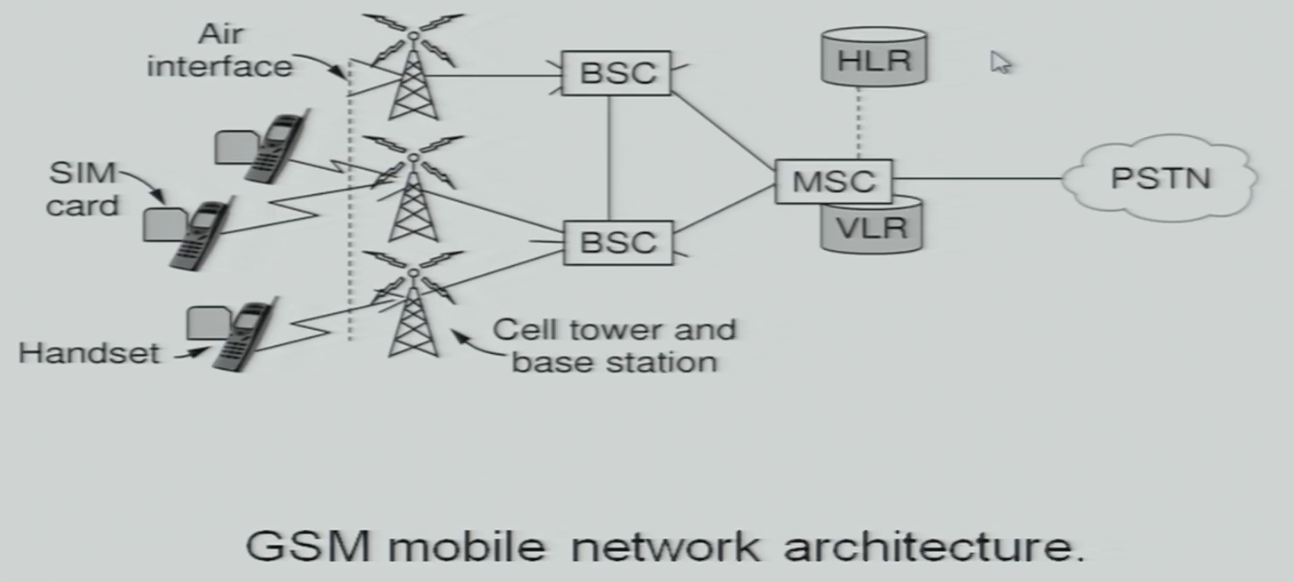 Air
interface
BSC
HLR
SIM
card
MSC
PSTN
VLR
BSC
Handset
Cell tower and
base station
GSM mobile network architecture.